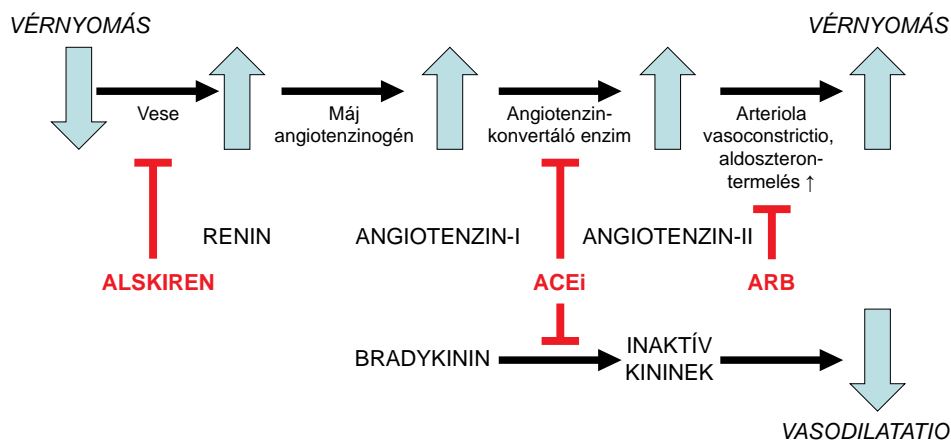 VÉRNYOMÁS
VÉRNYOMÁS
Vese
Máj
angiotenzinogén
Angiotenzin-
konvertáló enzim
Arteriola
vasoconstrictio,
aldoszteron-
termelés ↑
RENIN
ANGIOTENZIN-I
ANGIOTENZIN-II
ALSKIREN
ACEi
ARB
BRADYKININ
INAKTÍV
KININEK
VASODILATATIO